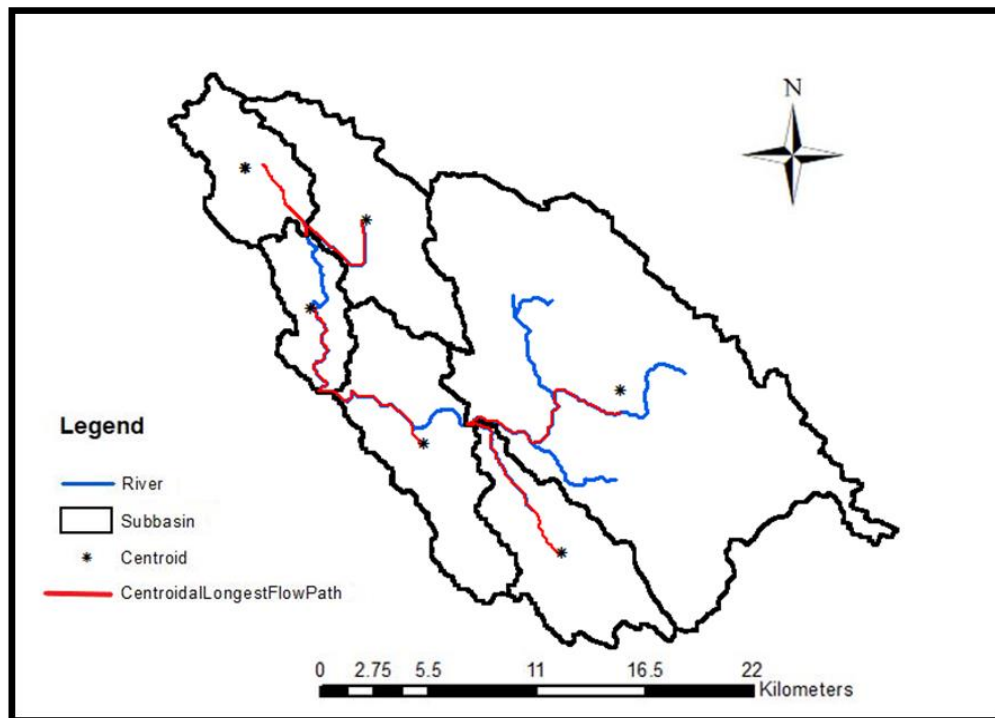 N
Legend
River
Subbasin
Centroid
CentroidalLongestFlowPath
0 2.75 5.5 11 16.5 22
Kilometers